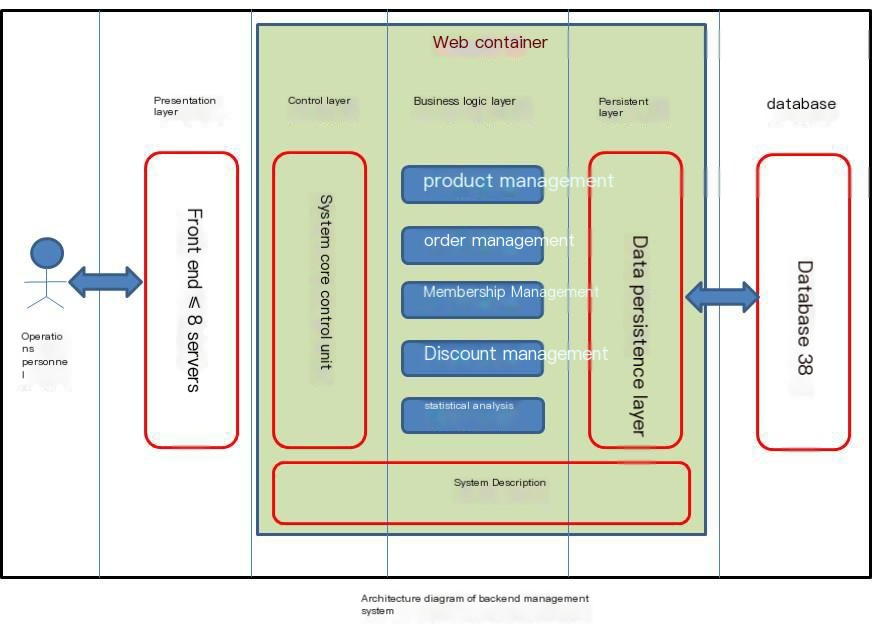 Web container
Presentation
layer
Control layer
Business logic layer
Persistent
layer
database
product management
order management
Membership Management
Discount management
statistical analysis
Front end ≤ 8 servers
System core control unit
Data persistence layer
Database 38
Operatio
ns
personne
l
System Description
Architecture diagram of backend management
system